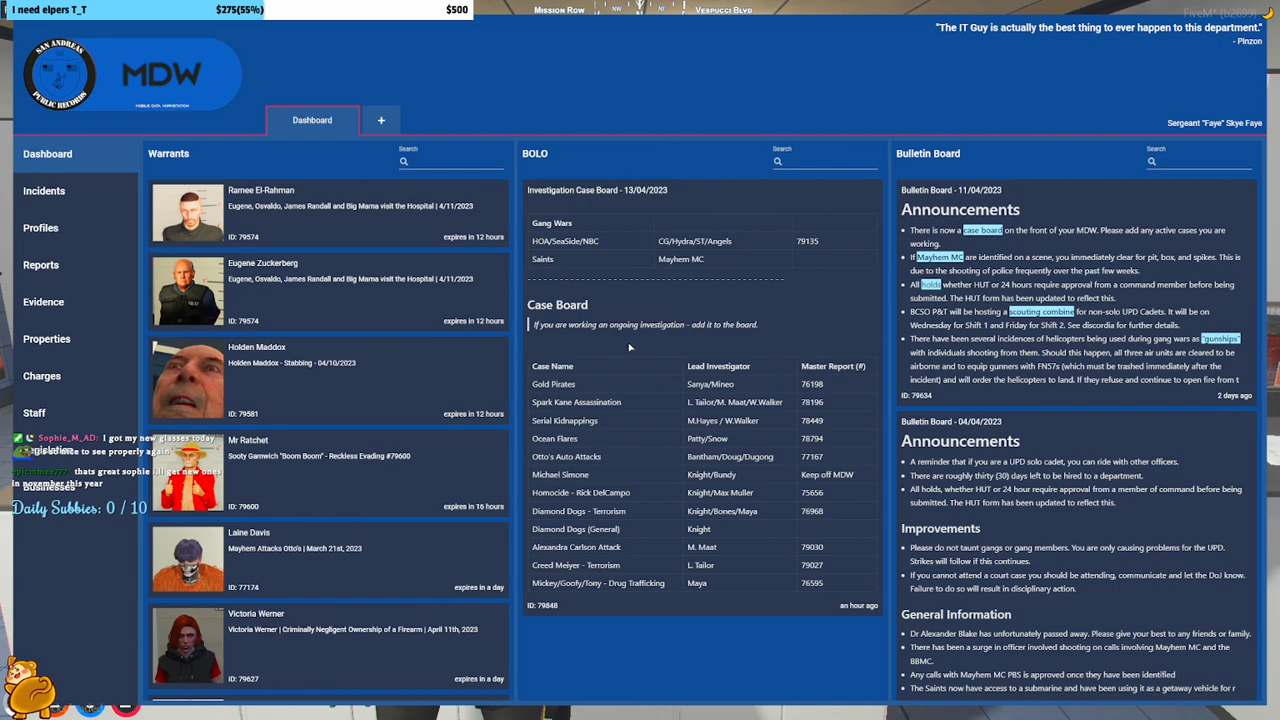 I need elpers T_T
$275(55%)
$500
Mission Row
NW
N
NE
Vespucci Blvd
FiveM® (b2699)
"The IT Guy is actually the best thing to ever happen to this department."
- Pinzon
SAN ANDREAS
PUBLIC RECORDS
MDW
MOBILE DATA WORKSTATION
Dashboard
+
Sergeant "Faye" Skye Faye
Dashboard
Incidents
Profiles
Reports
Evidence
Properties
Charges
Staff
Legislation
Businesses
Sophie_M_AD: I got my new glasses today
so nice to see properly again
epicmmee777: thats great sophie i,ll get new ones
in november this year
Daily Subbies: 0 / 10
Warrants
Search
Ramee El-Rahman
Eugene, Osvaldo, James Randall and Big Mama visit the Hospital | 4/11/2023
ID: 79574
expires in 12 hours
Eugene Zuckerberg
Eugene, Osvaldo, James Randall and Big Mama visit the Hospital | 4/11/2023
ID: 79574
expires in 12 hours
Holden Maddox
Holden Maddox - Stabbing - 04/10/2023
ID: 79581
expires in 12 hours
Mr Ratchet
Sooty Gamwich "Boom Boom" - Reckless Evading #79600
ID: 79600
expires in 16 hours
Laine Davis
Mayhem Attacks Otto's | March 21st, 2023
ID: 77174
expires in a day
Victoria Werner
Victoria Werner | Criminally Negligent Ownership of a Firearm | April 11th, 2023
ID: 79627
expires in a day
BOLO
Search
Investigation Case Board - 13/04/2023
Gang Wars
HOA/SeaSide/NBC CG/Hydra/ST/Angels 79135
Saints Mayhem MC
Case Board
If you are working an ongoing investigation - add it to the board.
Case Name Lead Investigator Master Report (#)
Gold Pirates Sanya/Mineo 76198
Spark Kane Assassination L. Tailor/M. Maat/W.Walker 78196
Serial Kidnappings M.Hayes / W.Walker 78449
Ocean Flares Patty/Snow 78794
Otto's Auto Attacks Bantham/Doug/Dugong 77167
Michael Simone Knight/Bundy Keep off MDW
Homocide - Rick DelCampo Knight/Max Muller 75656
Diamond Dogs - Terrorism Knight/Bones/Maya 76968
Diamond Dogs (General) Knight
Alexandra Carlson Attack M. Maat 79030
Creed Meiyer - Terrorism L. Tailor 79027
Mickey/Goofy/Tony - Drug Trafficking Maya 76595
ID: 79848
an hour ago
Bulletin Board
Search
Bulletin Board - 11/04/2023
Announcements
There is now a case board on the front of your MDW. Please add any active cases you are
working.
If Mayhem MC are identified on a scene, you immediately clear for pit, box, and spikes. This is
due to the shooting of police frequently over the past few weeks.
All holds whether HUT or 24 hours require approval from a command member before being
submitted. The HUT form has been updated to reflect this.
BCSO P&T will be hosting a scouting combine for non-solo UPD Cadets. It will be on
Wednesday for Shift 1 and Friday for Shift 2. See discordia for further details.
There have been several incidences of helicopters being used during gang wars as "gunships"
with individuals shooting from them. Should this happen, all three air units are cleared to be
airborne and to equip gunners with FN57s (which must be trashed immediately after the
incident) and will order the helicopters to land. If they refuse and continue to open fire from t
ID: 79634
2 days ago
Bulletin Board - 04/04/2023
Announcements
A reminder that if you are a UPD solo cadet, you can ride with other officers.
There are roughly thirty (30) days left to be hired to a department.
All holds, whether HUT or 24 hour require approval from a member of command before being
submitted. The HUT form has been updated to reflect this.
Improvements
Please do not taunt gangs or gang members. You are only causing problems for the UPD.
Strikes will follow if this continues.
If you cannot attend a court case you should be attending, communicate and let the DoJ know.
Failure to do so will result in disciplinary action.
General Information
Dr Alexander Blake has unfortunately passed away. Please give your best to any friends or family.
There has been a surge in officer involved shooting on calls involving Mayhem MC and the
BBMC.
Any calls with Mayhem MC PBS is approved once they have been identified
The Saints now have access to a submarine and have been using it as a getaway vehicle for r